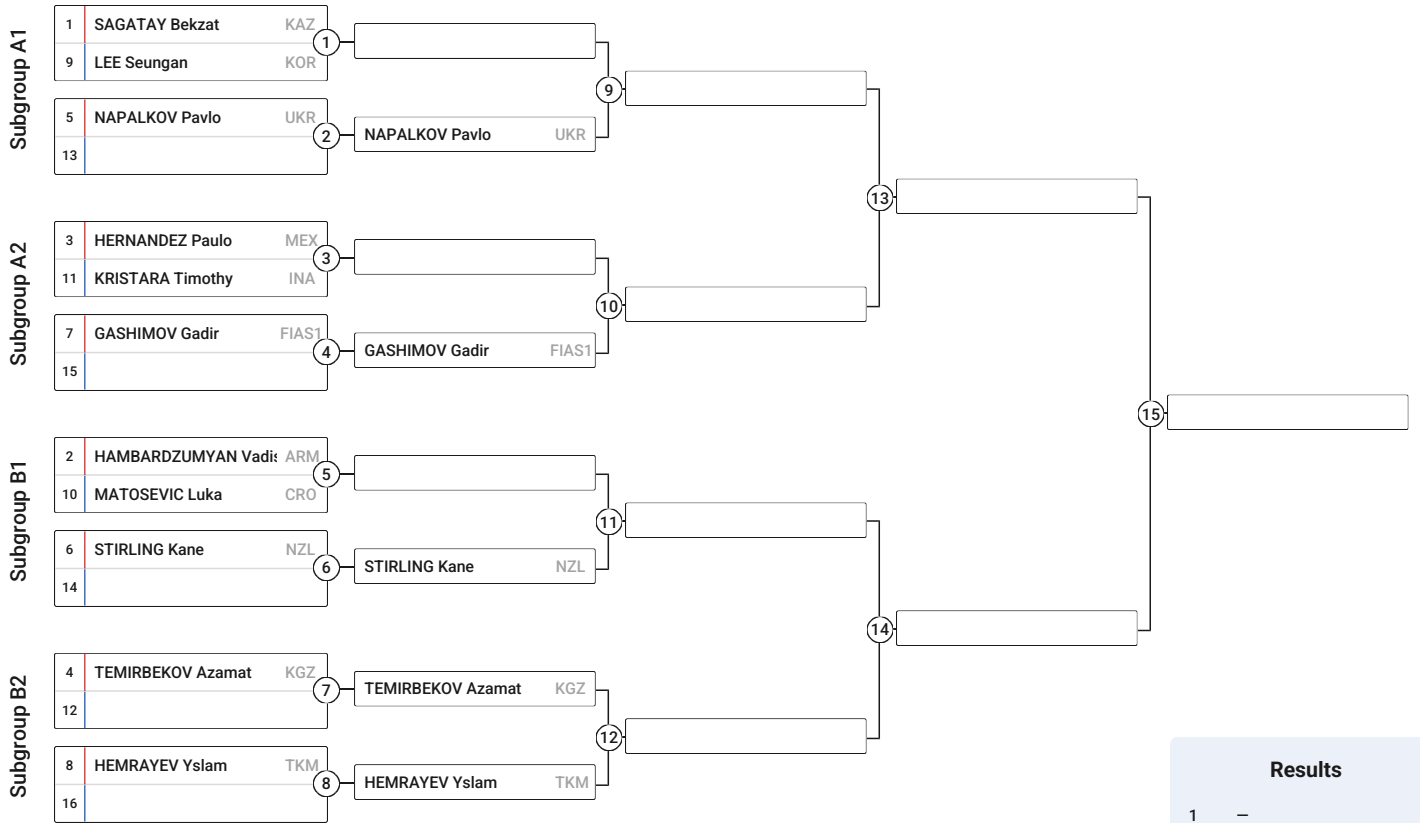 Subgroup A1
1 SAGATAY Bekzat KAZ
9 LEE Seungan KOR
1
5 NAPALKOV Pavlo UKR
13
2
NAPALKOV Pavlo UKR
9
Subgroup A2
3 HERNANDEZ Paulo MEX
11 KRISTARA Timothy INA
3
7 GASHIMOV Gadir FIAS1
15
4
GASHIMOV Gadir FIAS1
10
13
Subgroup B1
2 HAMBARDZUMYAN Vadis ARM
10 MATOSEVIC Luka CRO
5
6 STIRLING Kane NZL
14
6
STIRLING Kane NZL
11
Subgroup B2
4 TEMIRBEKOV Azamat KGZ
12
7
TEMIRBEKOV Azamat KGZ
8 HEMRAYEV Yslam TKM
16
8
HEMRAYEV Yslam TKM
12
14
15
Results
1 –